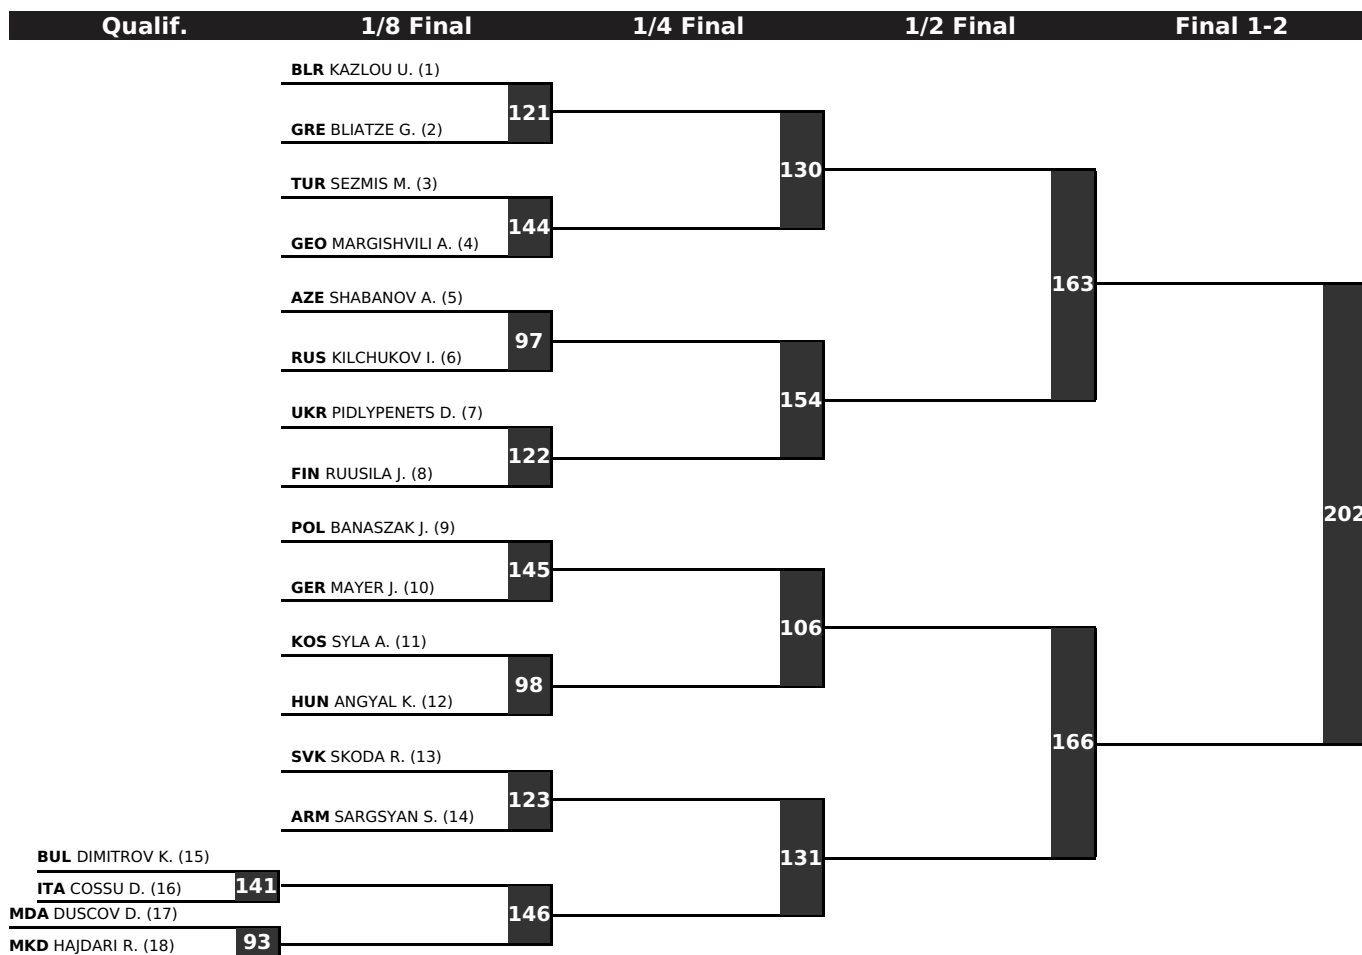 Qualif. 1/8 Final 1/4 Final 1/2 Final Final 1-2
BLR KAZLOU U. (1)
121
GRE BLIATZE G. (2)
130
TUR SEZMIS M. (3)
144
GEO MARGISHVILI A. (4)
163
AZE SHABANOV A. (5)
97
RUS KILCHUKOV I. (6)
154
UKR PIDLYPENETS D. (7)
122
FIN RUUSILA J. (8)
202
POL BANASZAK J. (9)
145
GER MAYER J. (10)
106
KOS SYLA A. (11)
98
HUN ANGYAL K. (12)
166
SVK SKODA R. (13)
123
ARM SARGSYAN S. (14)
131
BUL DIMITROV K. (15)
141
ITA COSSU D. (16)
146
MDA DUSCOV D. (17)
93
MKD HAJDARI R. (18)